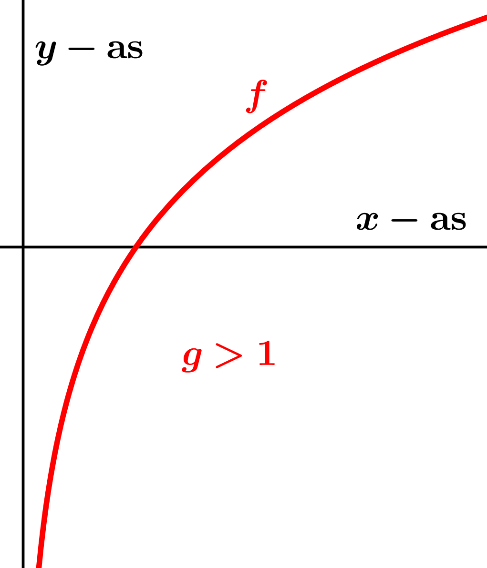 y − as
f
x − as
g > 1